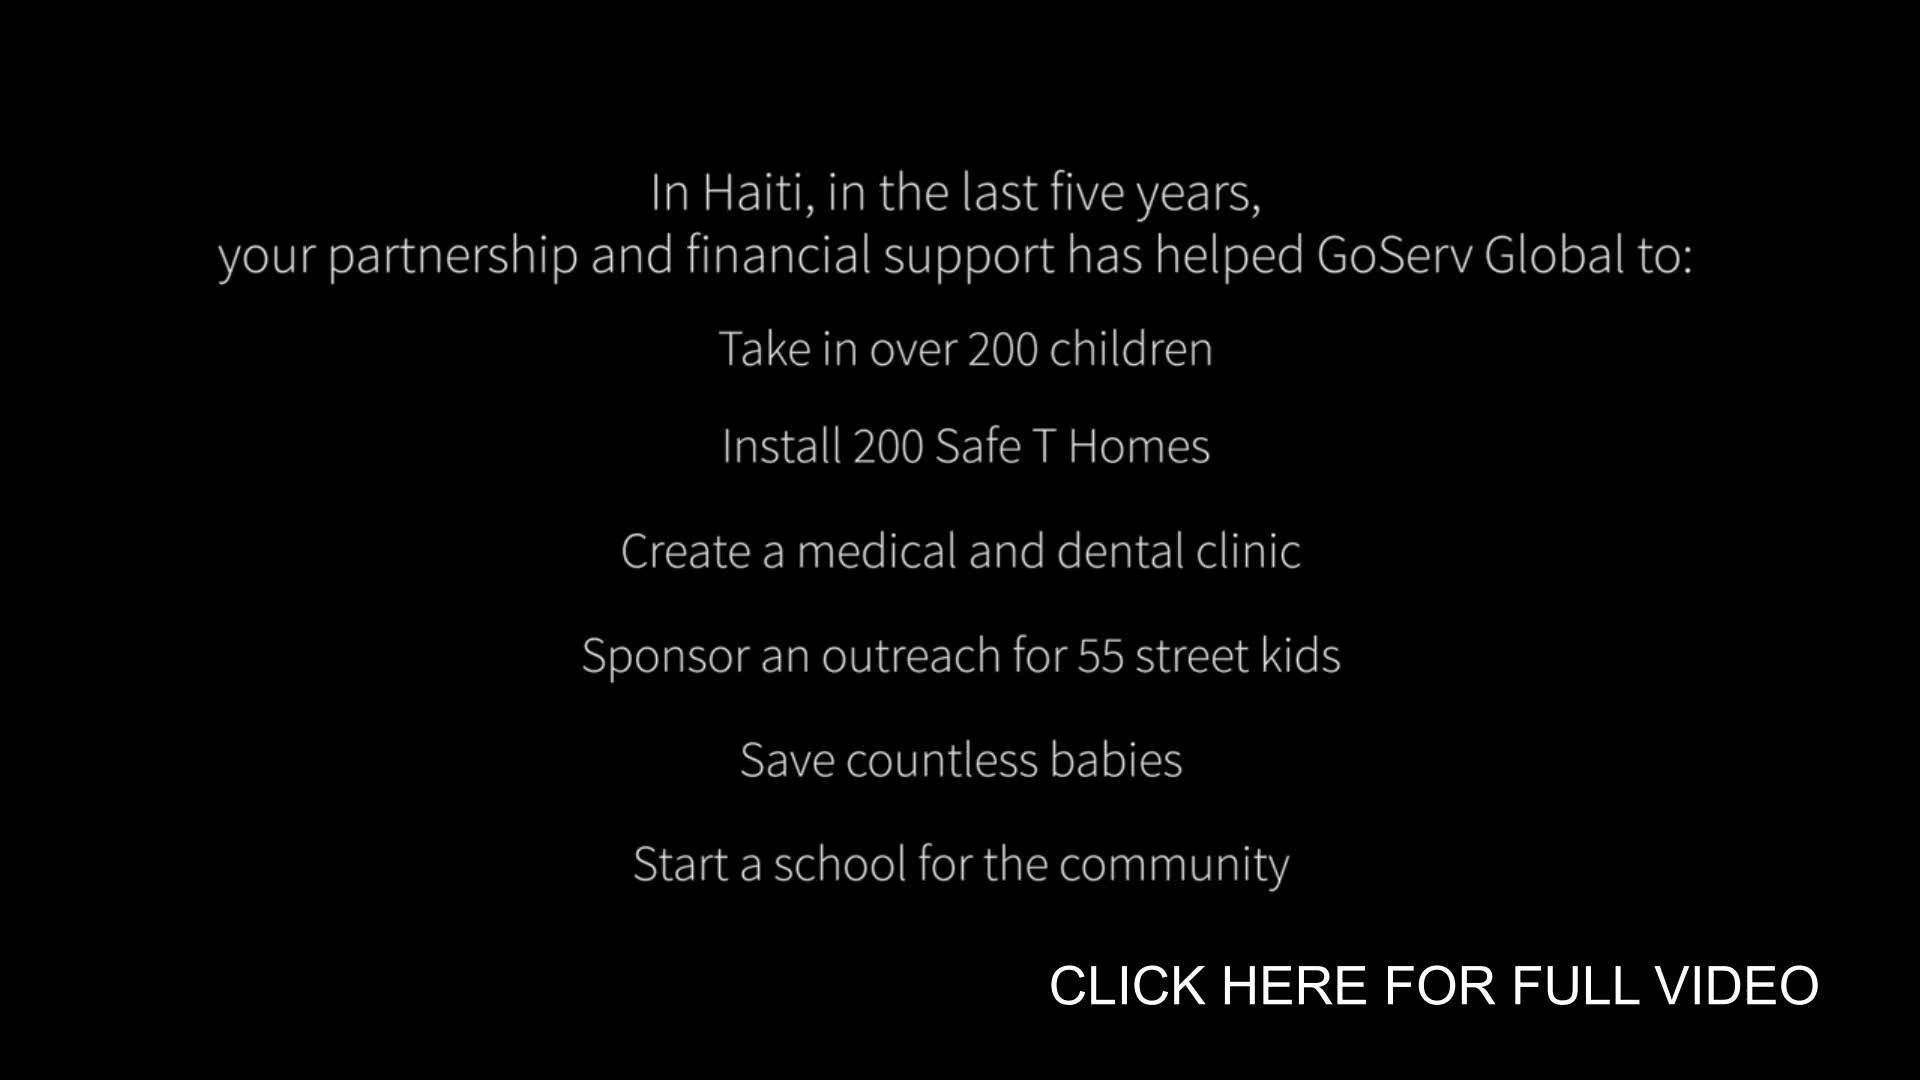 In Haiti, in the last five years,
your partnership and financial support has helped GoServ Global to:
Take in over 200 children
Install 200 Safe T Homes
Create a medical and dental clinic
Sponsor an outreach for 55 street kids
Save countless babies
Start a school for the community
CLICK HERE FOR FULL VIDEO